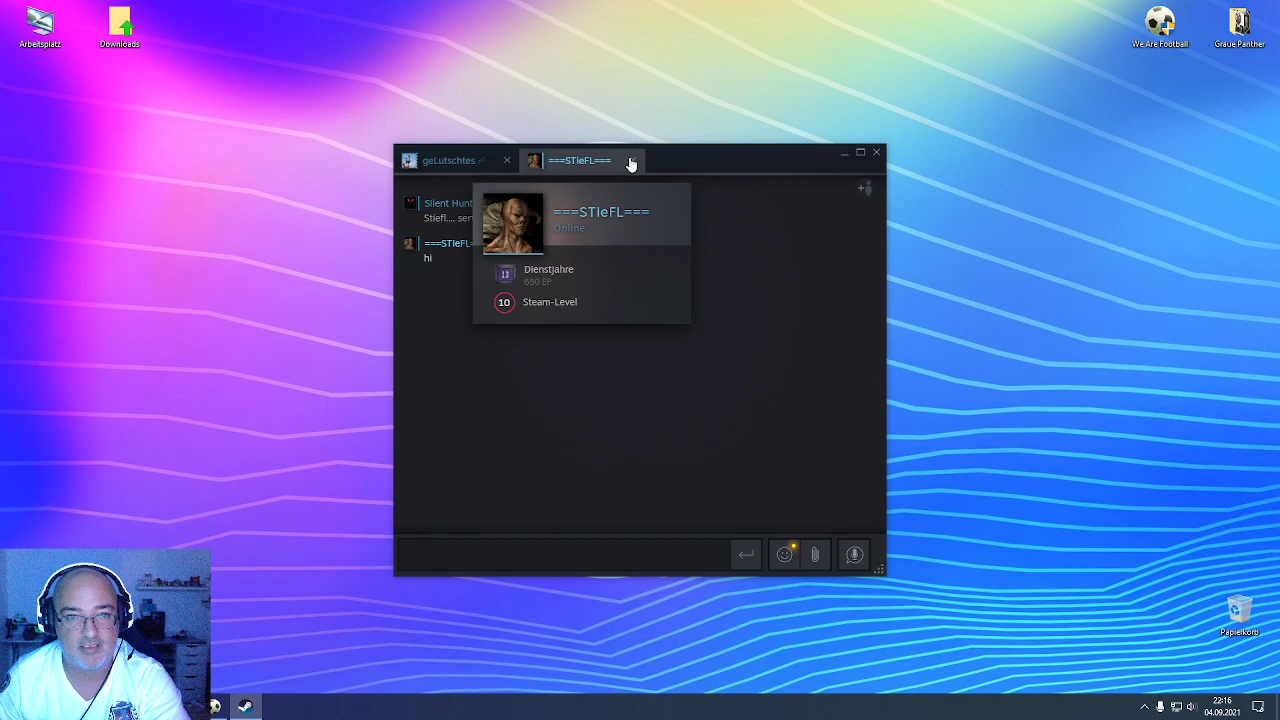 Arbeitsplatz
Downloads
We Are Football
Graue Panther
geLutschtes
===STieFL===
Silent Hunt
Stiefl.... ser
===STIeFL=
hi
===STIeFL===
Online
13
Dienstjahre
650 EP
10
Steam-Level
Papierkorb
22:16
04.09.2021